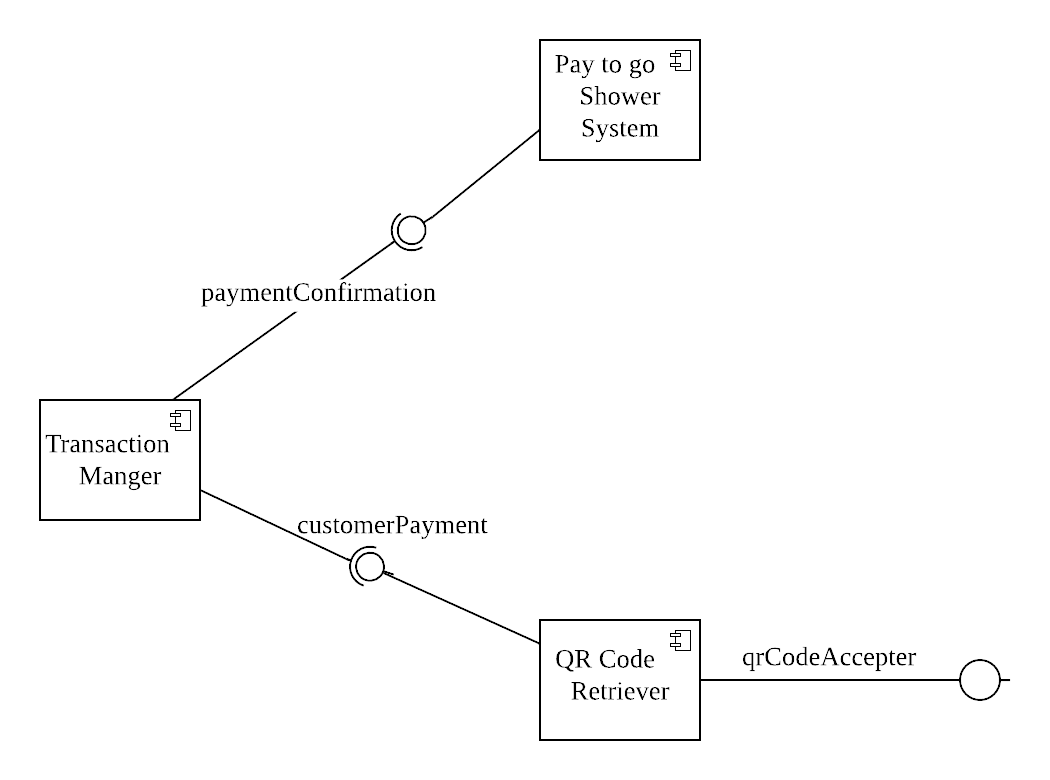 Pay to go
Shower
System
paymentConfirmation
Transaction
Manger
customerPayment
QR Code
Retriever
qrCodeAccepter